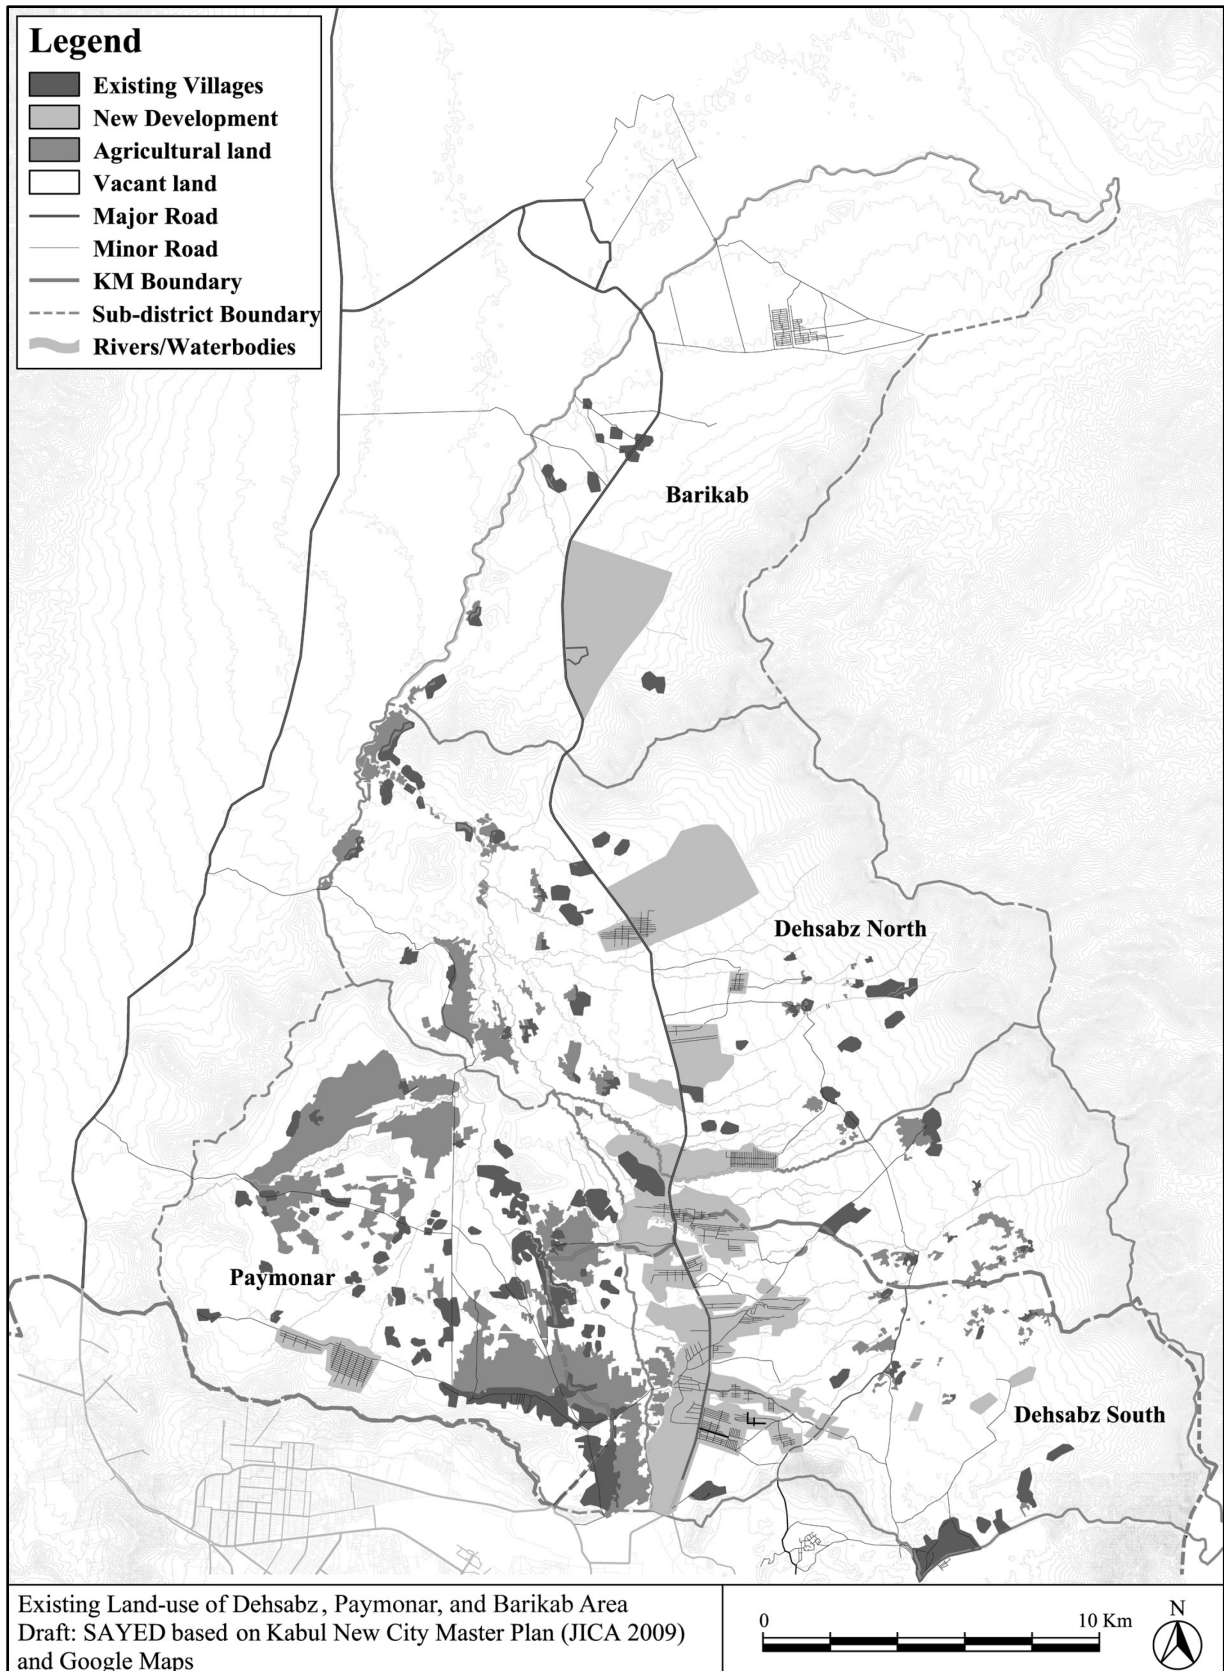 Legend
Existing Villages
New Development
Agricultural land
Vacant land
Major Road
Minor Road
KM Boundary
Sub-district Boundary
Rivers/Waterbodies
Barikab
Dehsabz North
Paymonar
Dehsabz South
Existing Land-use of Dehsabz, Paymonar, and Barikab Area
Draft: SAYED based on Kabul New City Master Plan (JICA 2009)
and Google Maps
0 10 Km
N